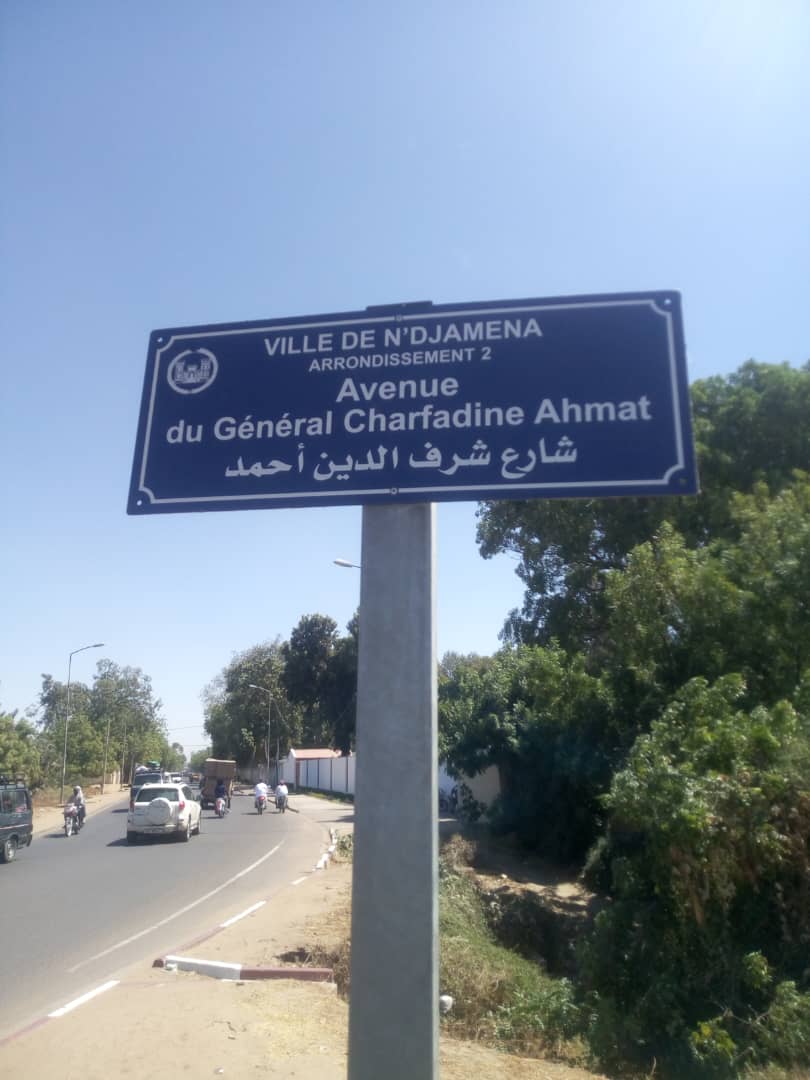 VILLE DE N'DJAMENA
ARRONDISSEMENT 2
Avenue
du Général Charfadine Ahmat
شارع شرف الدين أحمد